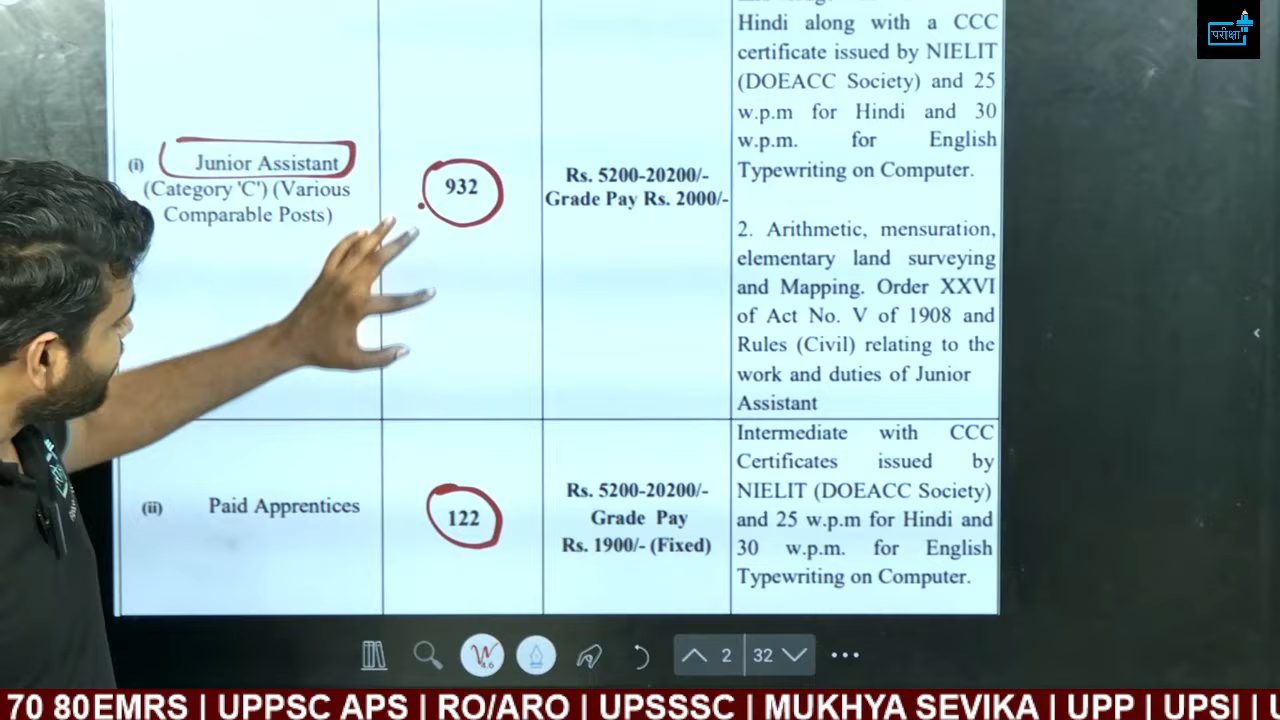 परीक्षा
Hindi along with a CCC
certificate issued by NIELIT
(DOEACC Society) and 25
w.p.m for Hindi and 30
w.p.m. for English
Typewriting on Computer.
2. Arithmetic, mensuration,
elementary land surveying
and Mapping. Order XXVI
of Act No. V of 1908 and
Rules (Civil) relating to the
work and duties of Junior
Assistant
(i) Junior Assistant
(Category 'C') (Various
Comparable Posts)
932
Rs. 5200-20200/-
Grade Pay Rs. 2000/-
(ii) Paid Apprentices
122
Rs. 5200-20200/-
Grade Pay
Rs. 1900/- (Fixed)
Intermediate with CCC
Certificates issued by
NIELIT (DOEACC Society)
and 25 w.p.m for Hindi and
30 w.p.m. for English
Typewriting on Computer.
2 32
70 80 EMRS | UPPSC APS | RO/ARO | UPSSSC | MUKHYA SEVIKA | UPP | UPSI |